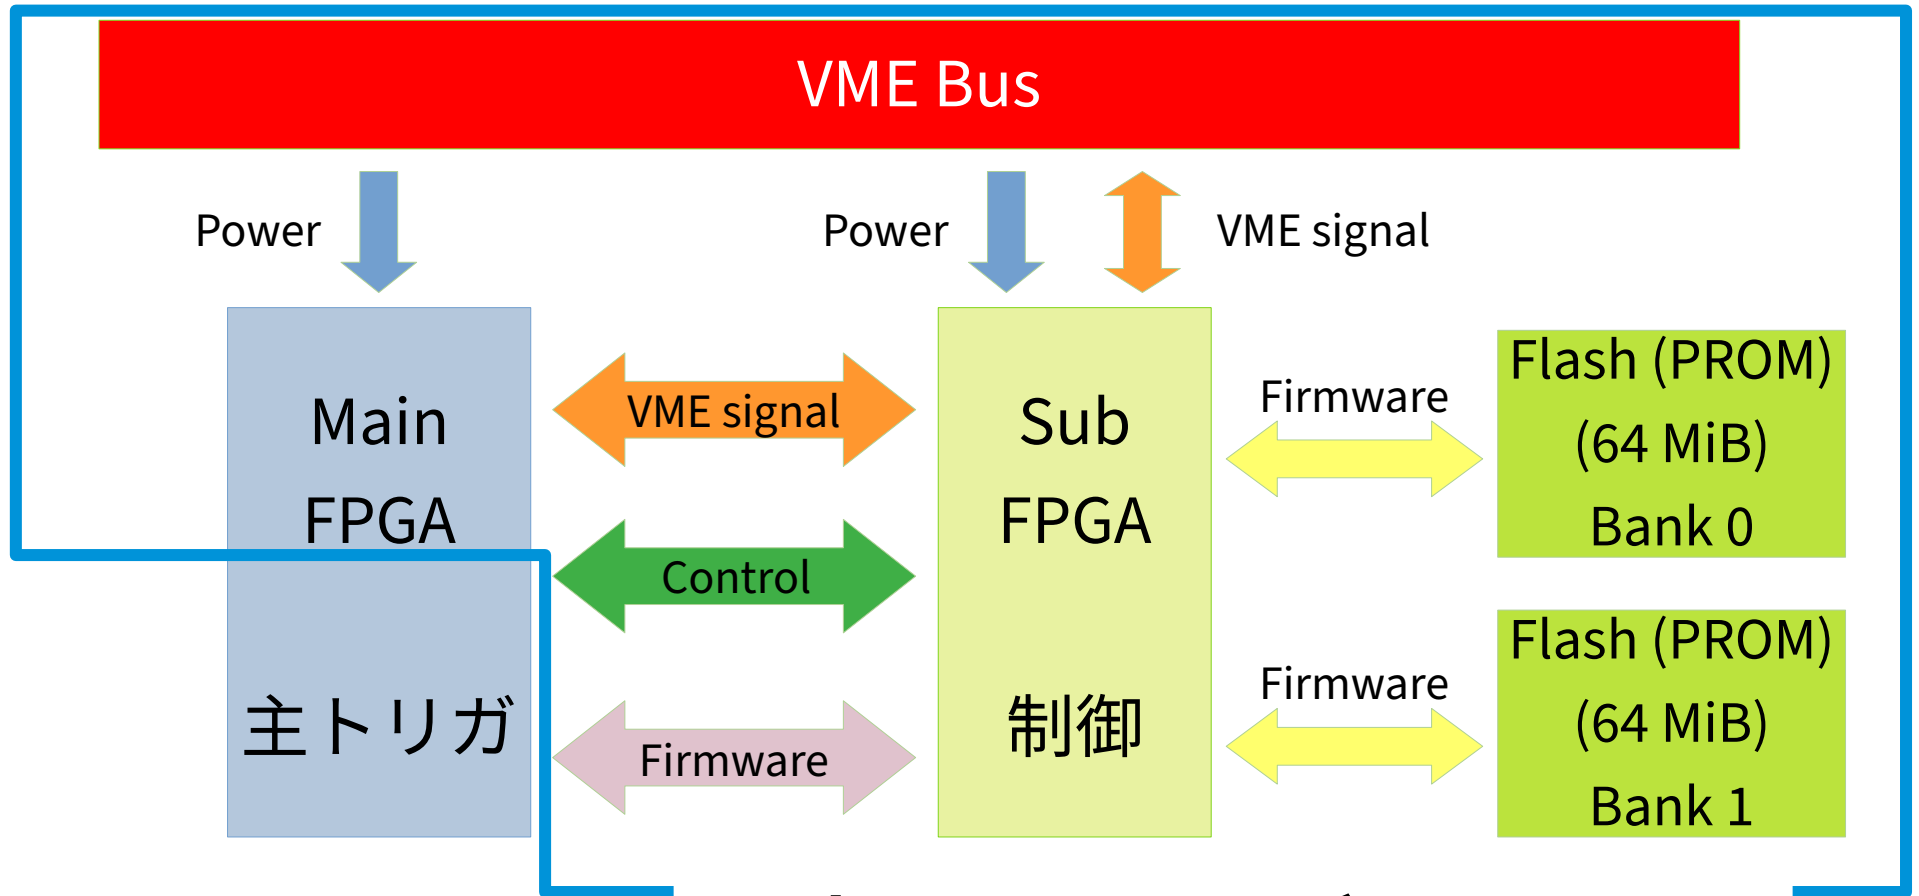 VME Bus
Power
Power
VME signal
Main
FPGA
主トリガ
VME signal
Control
Firmware
Sub
FPGA
制御
Firmware
Firmware
Flash (PROM)
(64 MiB)
Bank 0
Flash (PROM)
(64 MiB)
Bank 1